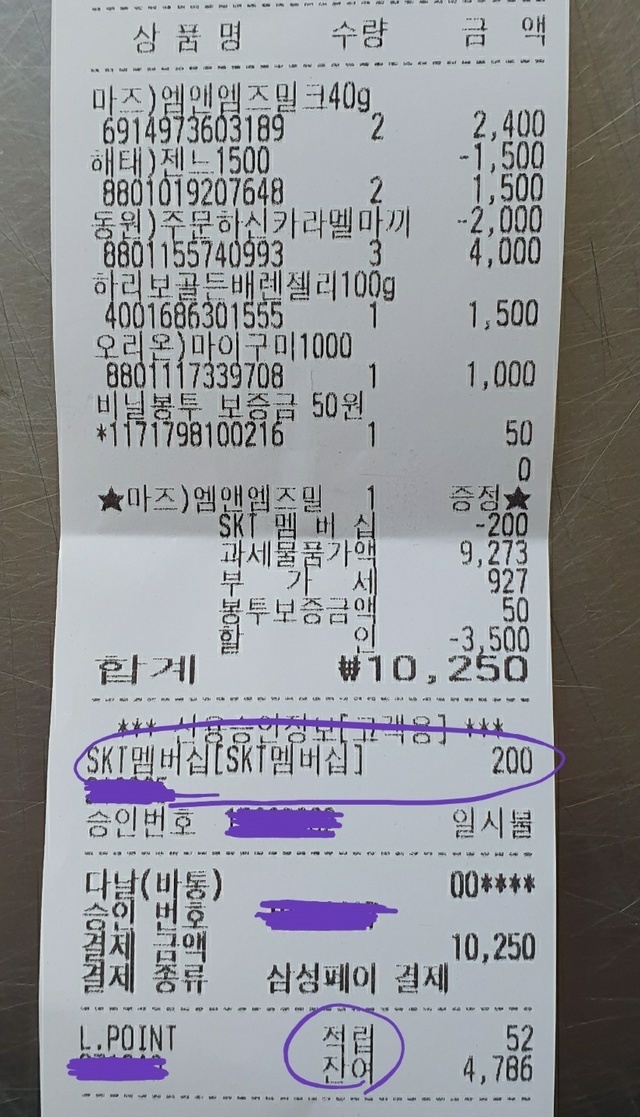 상 품 명 수량 금 액
마즈)엠앤엠즈밀크40g
6914973603189 2 2,400
해태)젠느1500 -1,500
8801019207648 2 1,500
동원)주문하신카라멜마끼 -2,000
8801155740993 3 4,000
하리보골든배렌젤리100g
4001686301555 1 1,500
오리온)마이구미1000
8801117339708 1 1,000
비닐봉투 보증금 50원
*1171798100216 1 50
0
★마즈)엠앤엠즈밀 1 증정★
SKT 멤 버 십 -200
과세물품가액 9,273
부 가 세 927
봉투보증금액 50
할 인 -3,500
합계 ₩10,250
*** 신용승인정보[고객용] ***
SKT멤버십[SKT멤버십] 200
승인번호 일시불
다날(바통) 00****
승인 번호
결제 금액 10,250
결제 종류 삼성페이 결제
L.POINT 적립 52
잔여 4,786